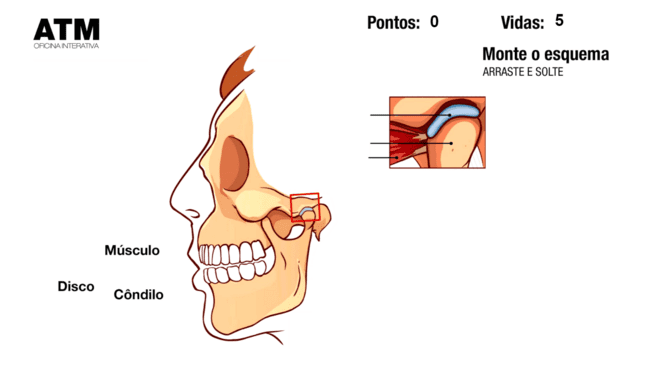 ATM
OFICINA INTERATIVA
Pontos: 0
Vidas: 5
Monte o esquema
ARRASTE E SOLTE
Músculo
Disco
Côndilo